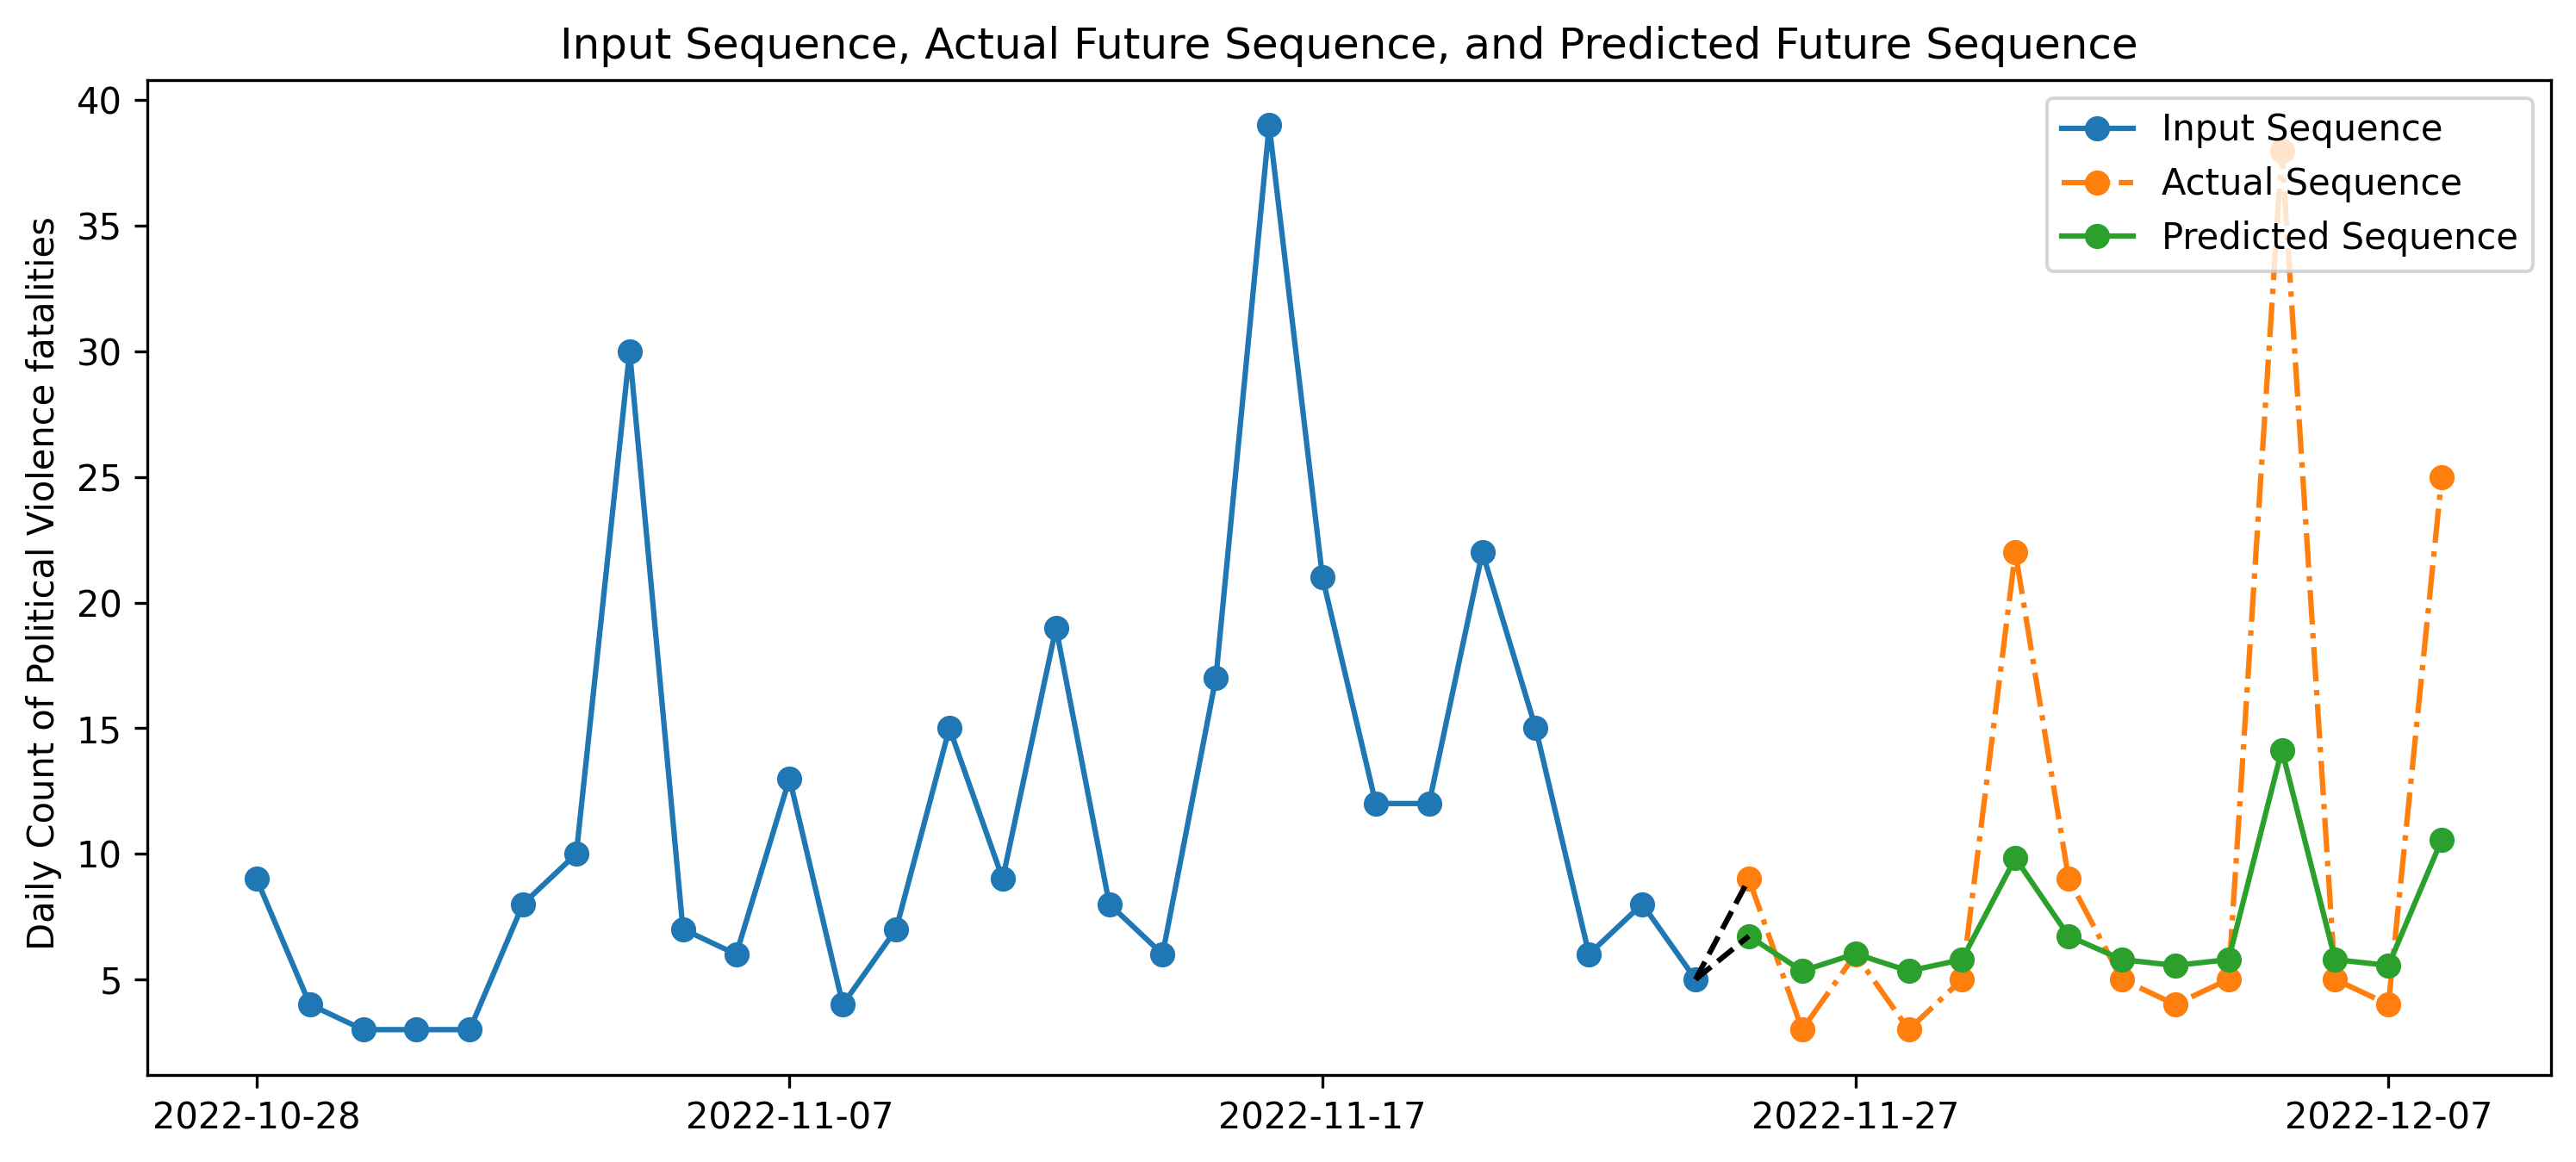 Input Sequence, Actual Future Sequence, and Predicted Future Sequence
Daily Count of Political Violence fatalities
40
35
30
25
20
15
10
5
Input Sequence
Actual Sequence
Predicted Sequence
2022-10-28
2022-11-07
2022-11-17
2022-11-27
2022-12-07